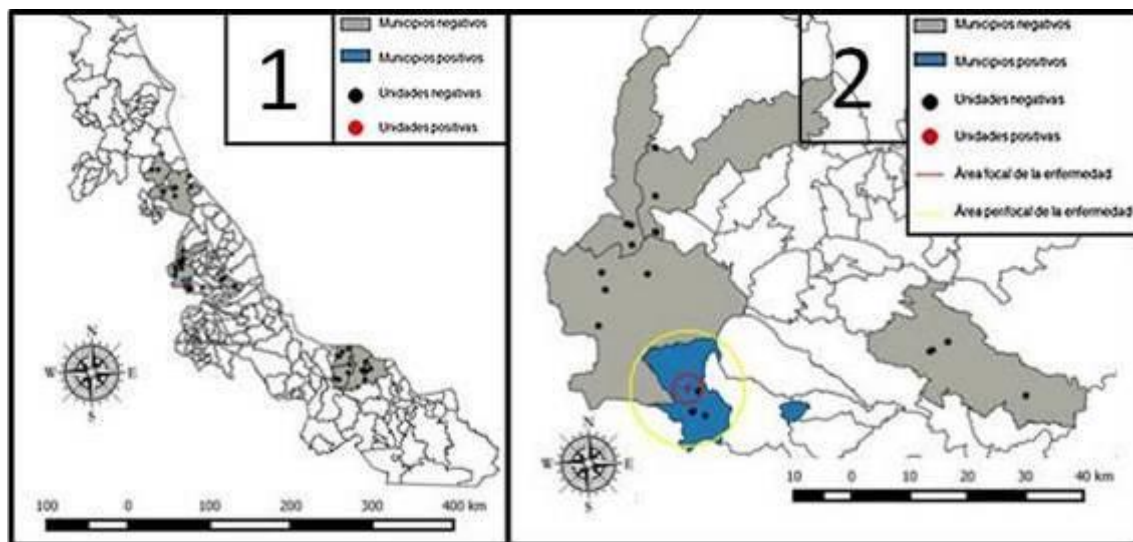 1
Municipios negativos
Municipios positivos
Unidades negativas
Unidades positivas
N
W E
S
100 0 100 200 300 400 km
2
Municipios negativos
Municipios positivos
Unidades negativas
Unidades positivas
Área focal de la enfermedad
Área perifocal de la enfermedad
N
W E
S
10 0 10 20 30 40 km